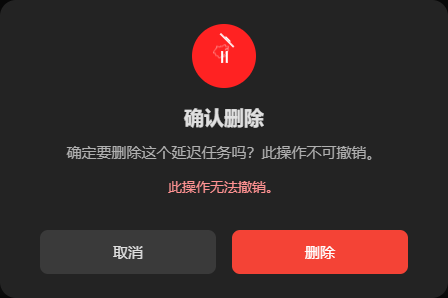 确认删除
确定要删除这个延迟任务吗？此操作不可撤销。
此操作无法撤销。
取消
删除